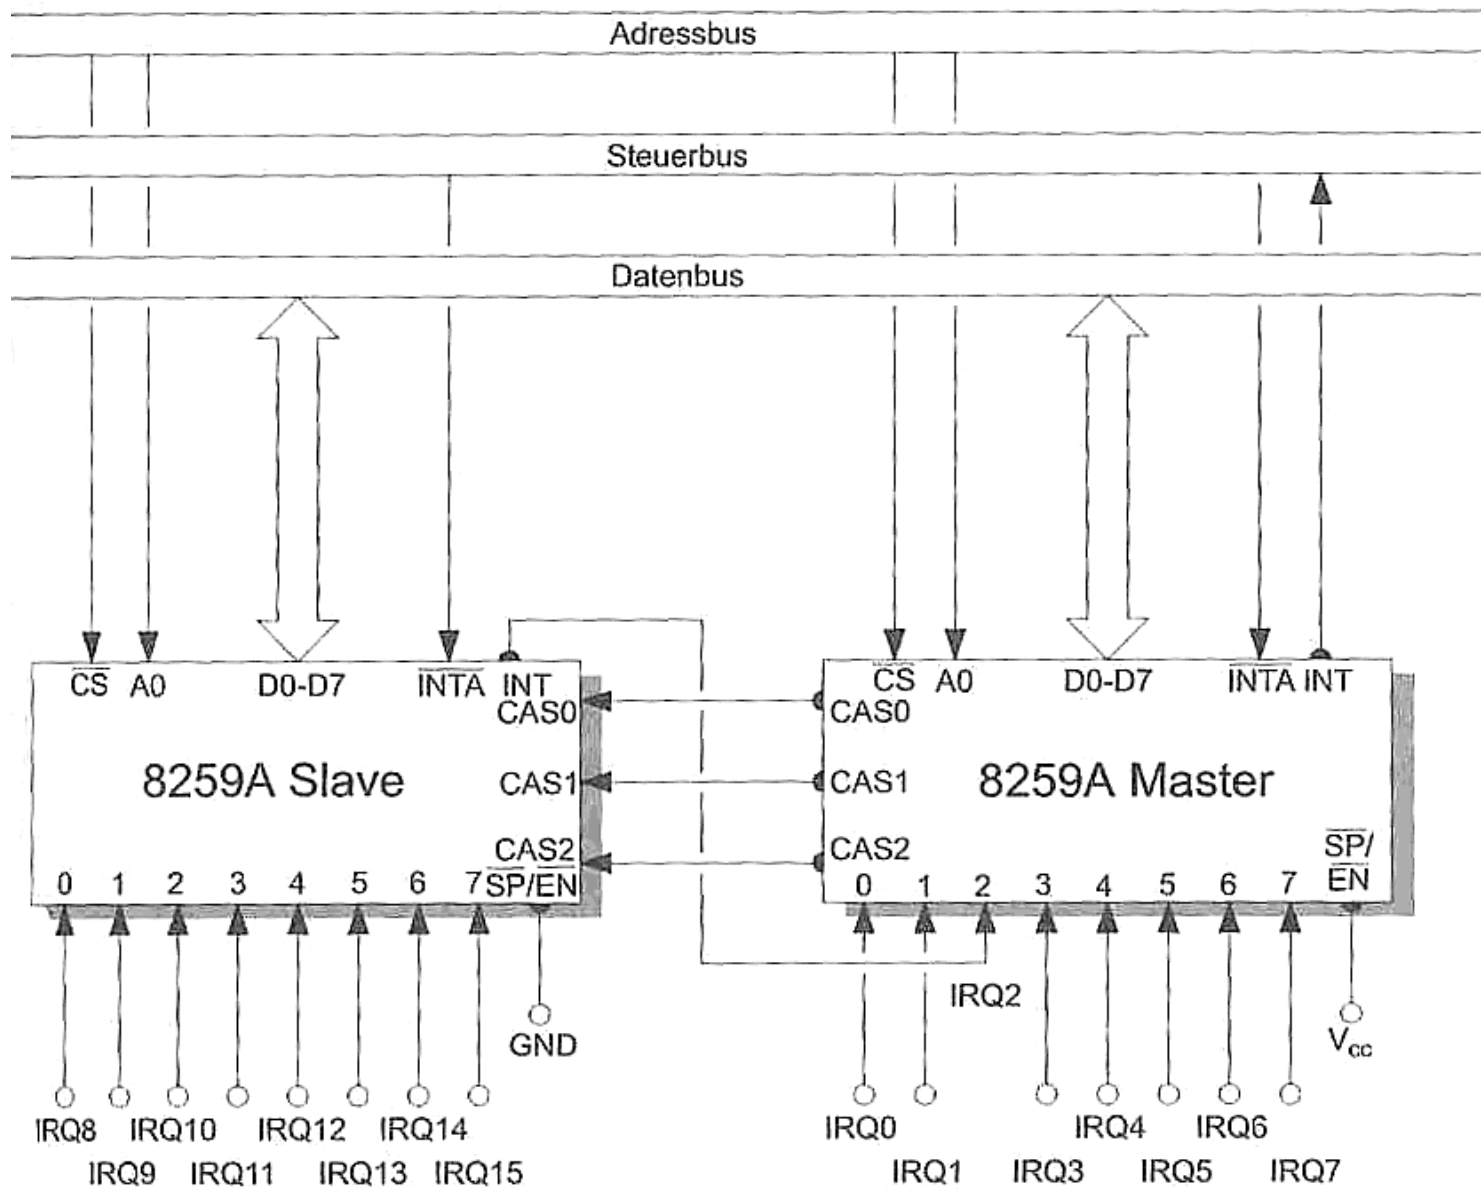 Adressbus
Steuerbus
Datenbus
CS A0 D0-D7 INTA INT
CAS0
8259A Slave
CAS1
CAS2
0 1 2 3 4 5 6 7 SP/EN
GND
IRQ8 IRQ10 IRQ12 IRQ14
IRQ9 IRQ11 IRQ13 IRQ15
CS A0 D0-D7 INTA INT
CAS0
CAS1
8259A Master
CAS2
SP/
EN
0 1 2 3 4 5 6 7
IRQ2
Vcc
IRQ0 IRQ4 IRQ6
IRQ1 IRQ3 IRQ5 IRQ7